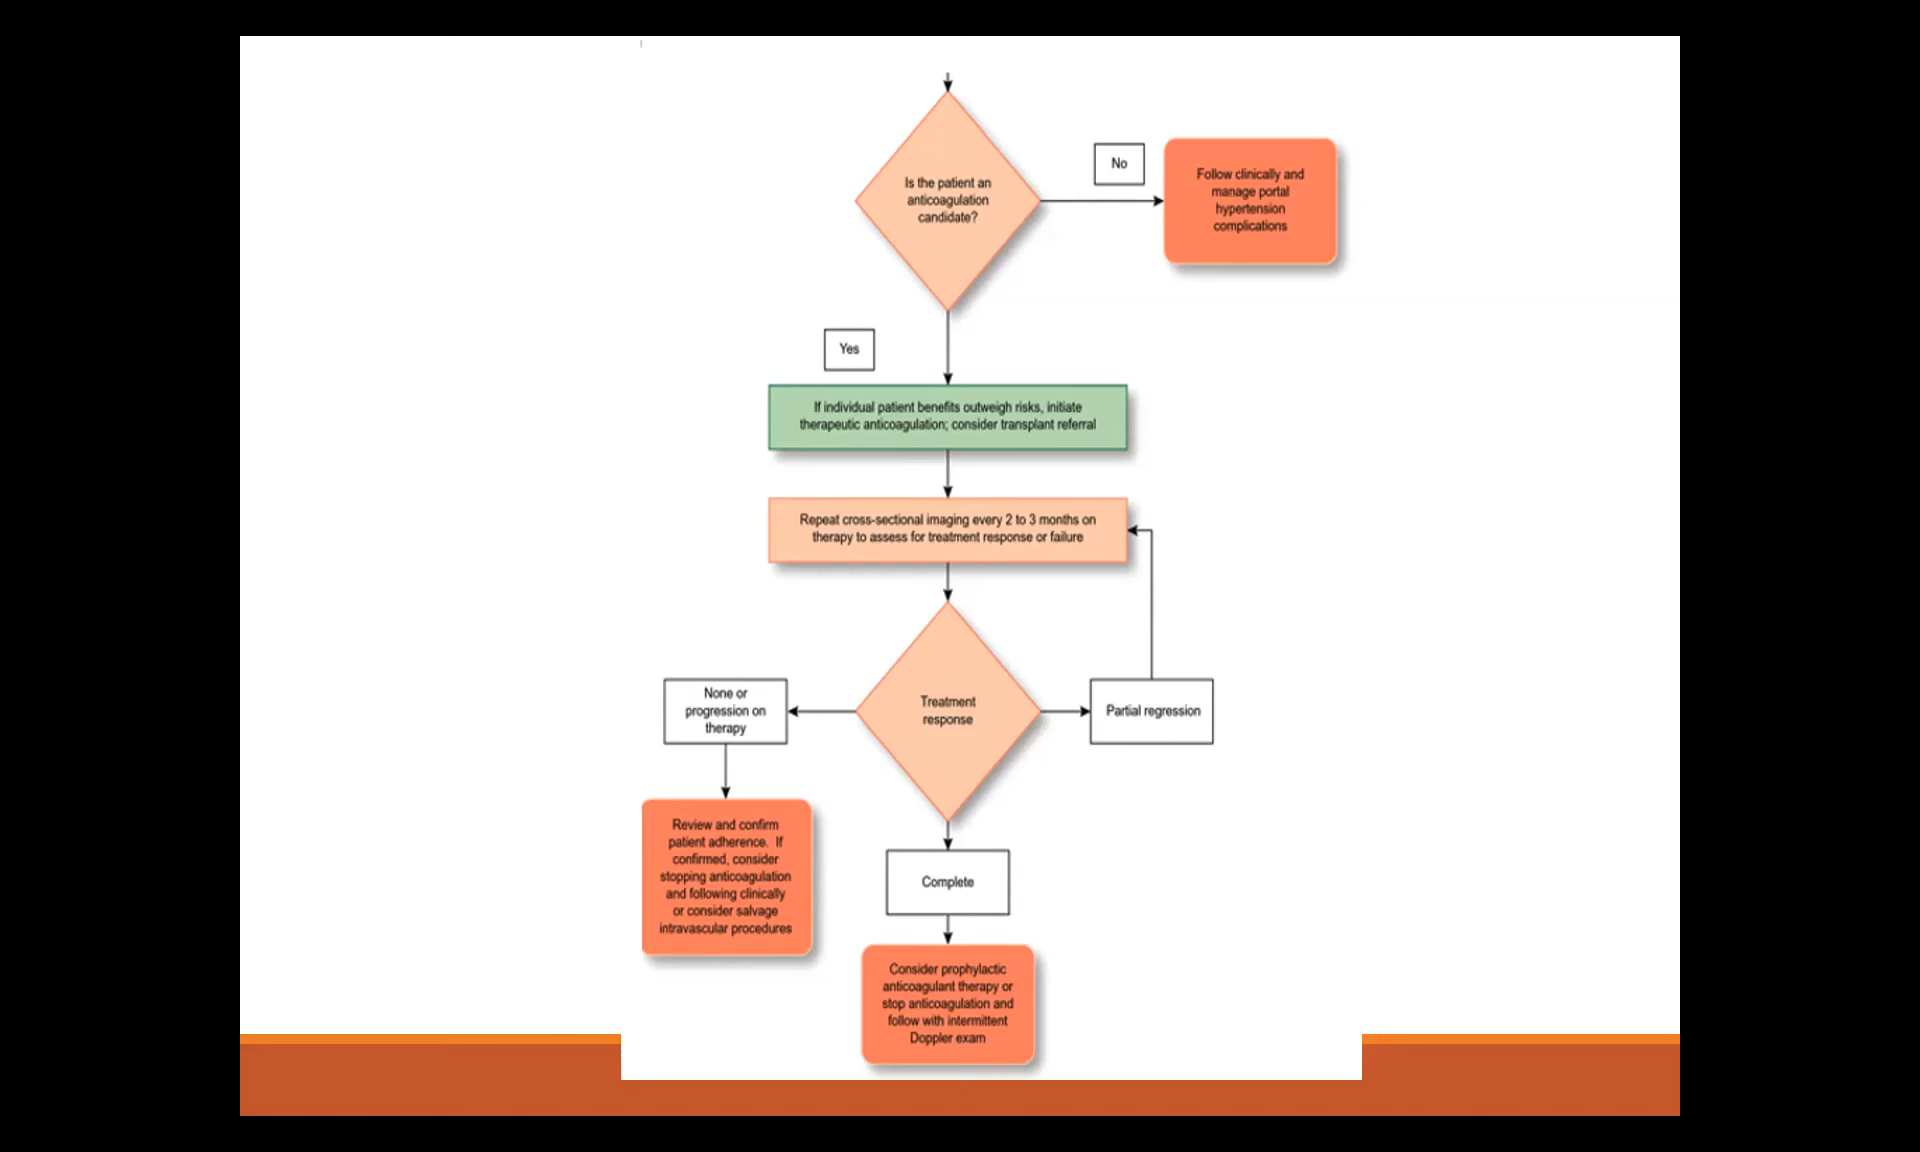 Is the patient an
anticoagulation
candidate?
No
Follow clinically and
manage portal
hypertension
complications
Yes
If individual patient benefits outweigh risks, initiate
therapeutic anticoagulation; consider transplant referral
Repeat cross-sectional imaging every 2 to 3 months on
therapy to assess for treatment response or failure
Treatment
response
None or
progression on
therapy
Partial regression
Review and confirm
patient adherence. If
confirmed, consider
stopping anticoagulation
and following clinically
or consider salvage
intravascular procedures
Complete
Consider prophylactic
anticoagulant therapy or
stop anticoagulation and
follow with intermittent
Doppler exam